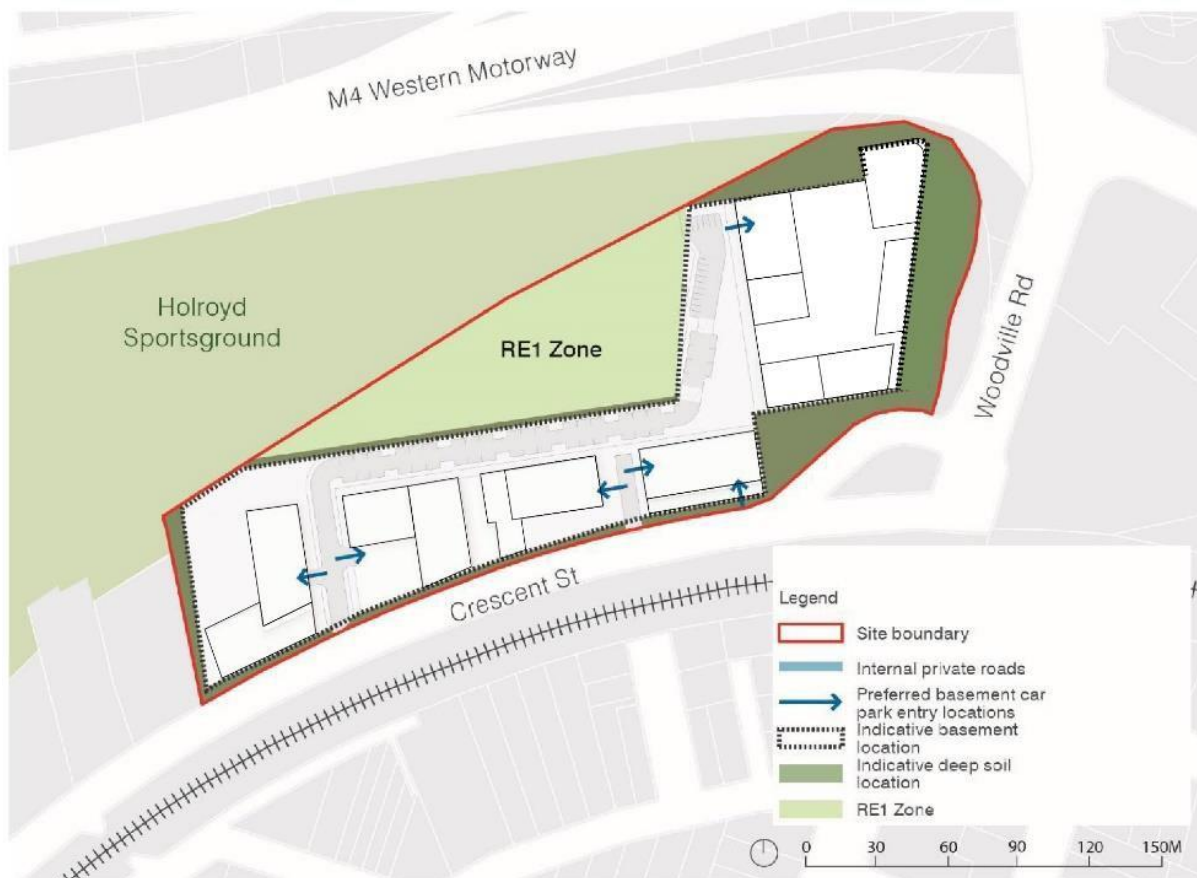 M4 Western Motorway
Holroyd
Sportsground
RE1 Zone
Woodville Rd
Crescent St
Legend
Site boundary
Internal private roads
Preferred basement car
park entry locations
Indicative basement
location
Indicative deep soil
location
RE1 Zone
0 30 60 90 120 150M